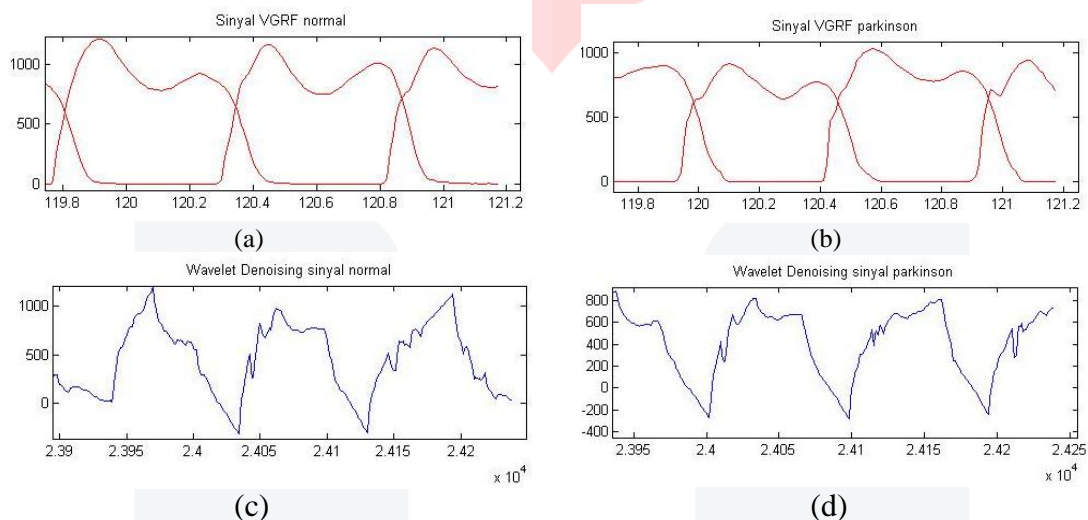 Sinyal VGRF normal
1000
500
0
119.8 120 120.2 120.4 120.6 120.8 121 121.2
(a)
Sinyal VGRF parkinson
1000
500
0
119.8 120 120.2 120.4 120.6 120.8 121 121.2
(b)
Wavelet Denoising sinyal normal
1000
500
0
2.39 2.395 2.4 2.405 2.41 2.415 2.42
x 10^4
(c)
Wavelet Denoising sinyal parkinson
800
600
400
200
0
-200
-400
2.395 2.4 2.405 2.41 2.415 2.42 2.425
x 10^4
(d)